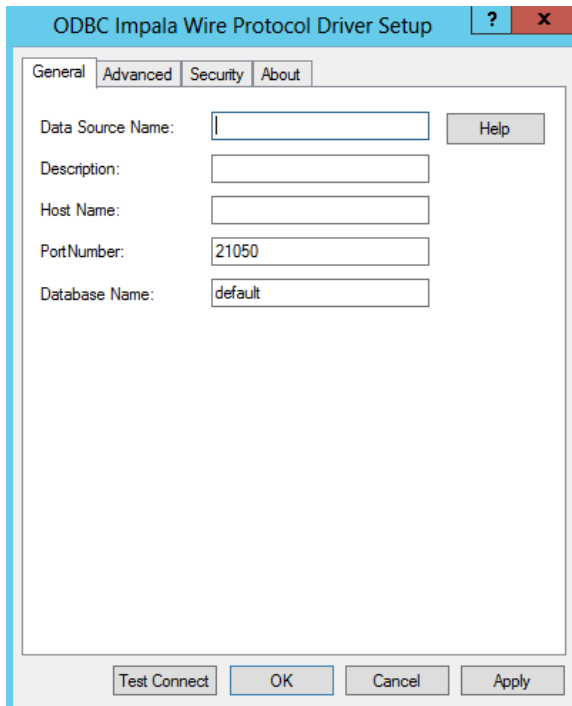 ODBC Impala Wire Protocol Driver Setup ? x
General Advanced Security About
Data Source Name: Help
Description:
Host Name:
PortNumber: 21050
Database Name: default
Test Connect OK Cancel Apply